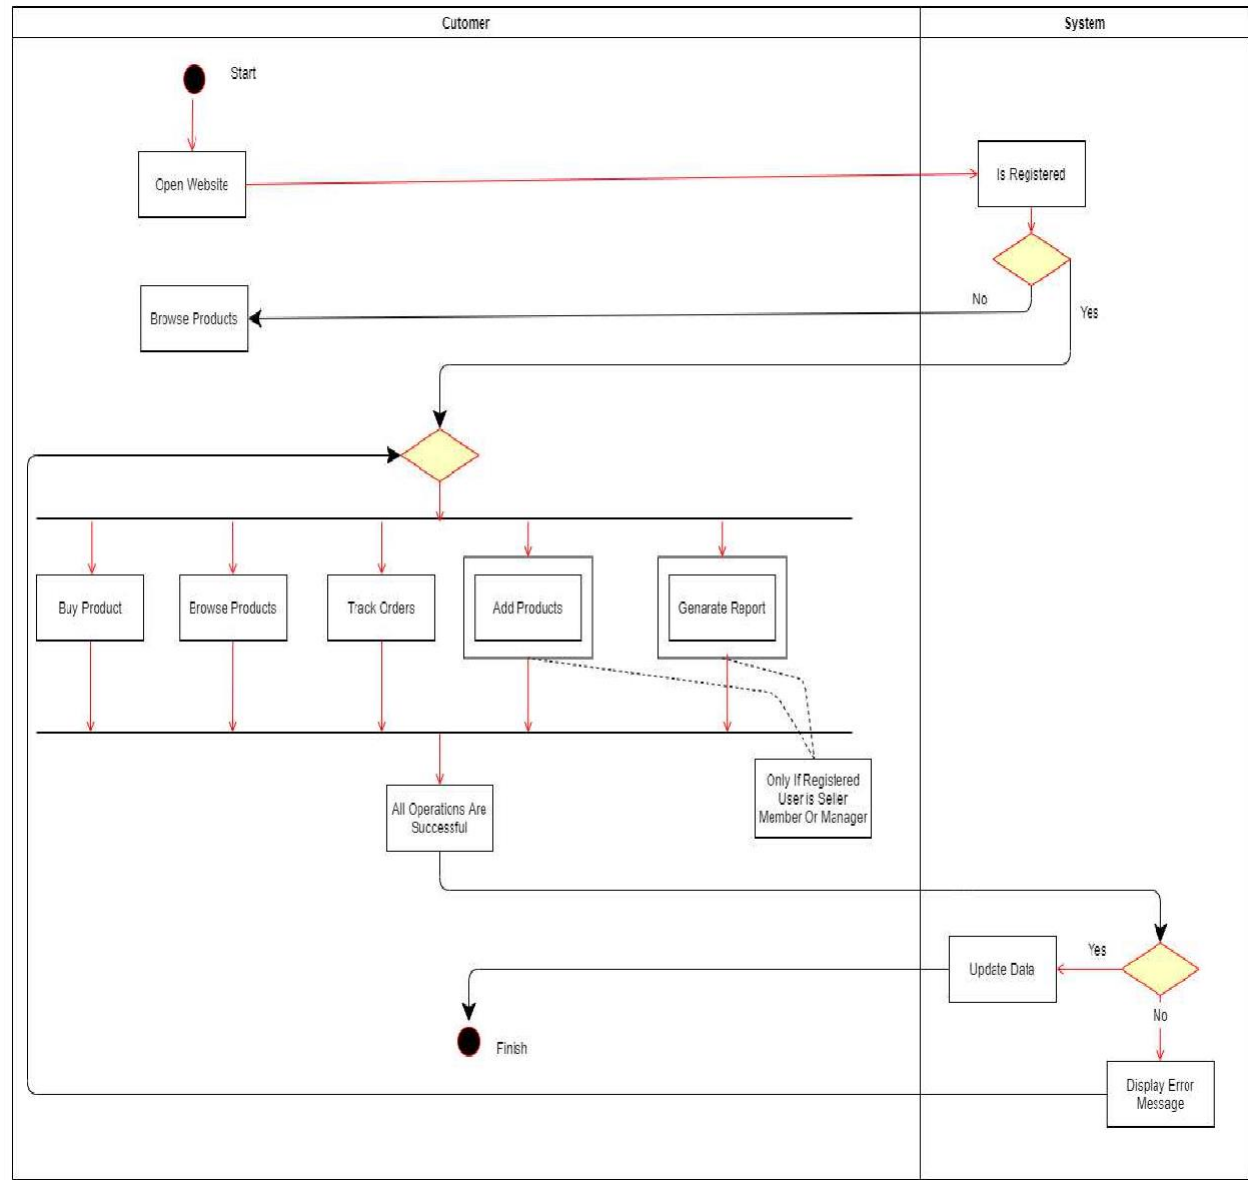 Cutomer
System
Start
Open Website
Is Registered
No
Yes
Browse Products
Buy Product
Browse Products
Track Orders
Add Products
Genarate Report
Only If Registered
User is Seller
Member Or Manager
All Operations Are
Successful
Update Data
Yes
No
Finish
Display Error
Message